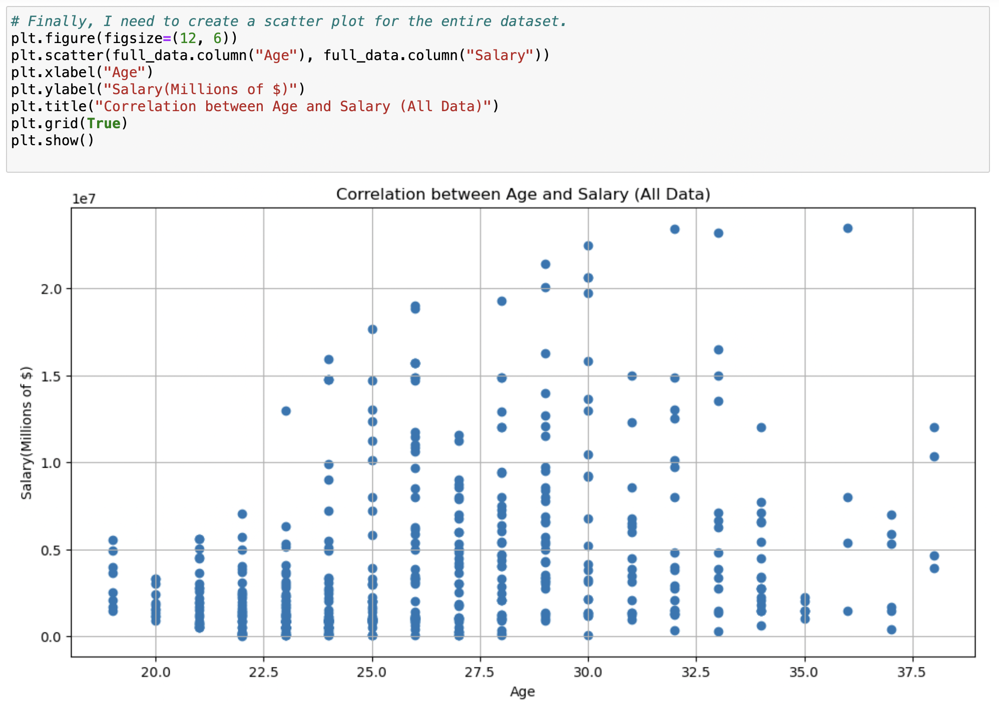 # Finally, I need to create a scatter plot for the entire dataset.
plt.figure(figsize=(12, 6))
plt.scatter(full_data.column("Age"), full_data.column("Salary"))
plt.xlabel("Age")
plt.ylabel("Salary(Millions of $)")
plt.title("Correlation between Age and Salary (All Data)")
plt.grid(True)
plt.show()
Correlation between Age and Salary (All Data)
1e7
Salary(Millions of $)
2.0
1.5
1.0
0.5
0.0
20.0 22.5 25.0 27.5 30.0 32.5 35.0 37.5
Age